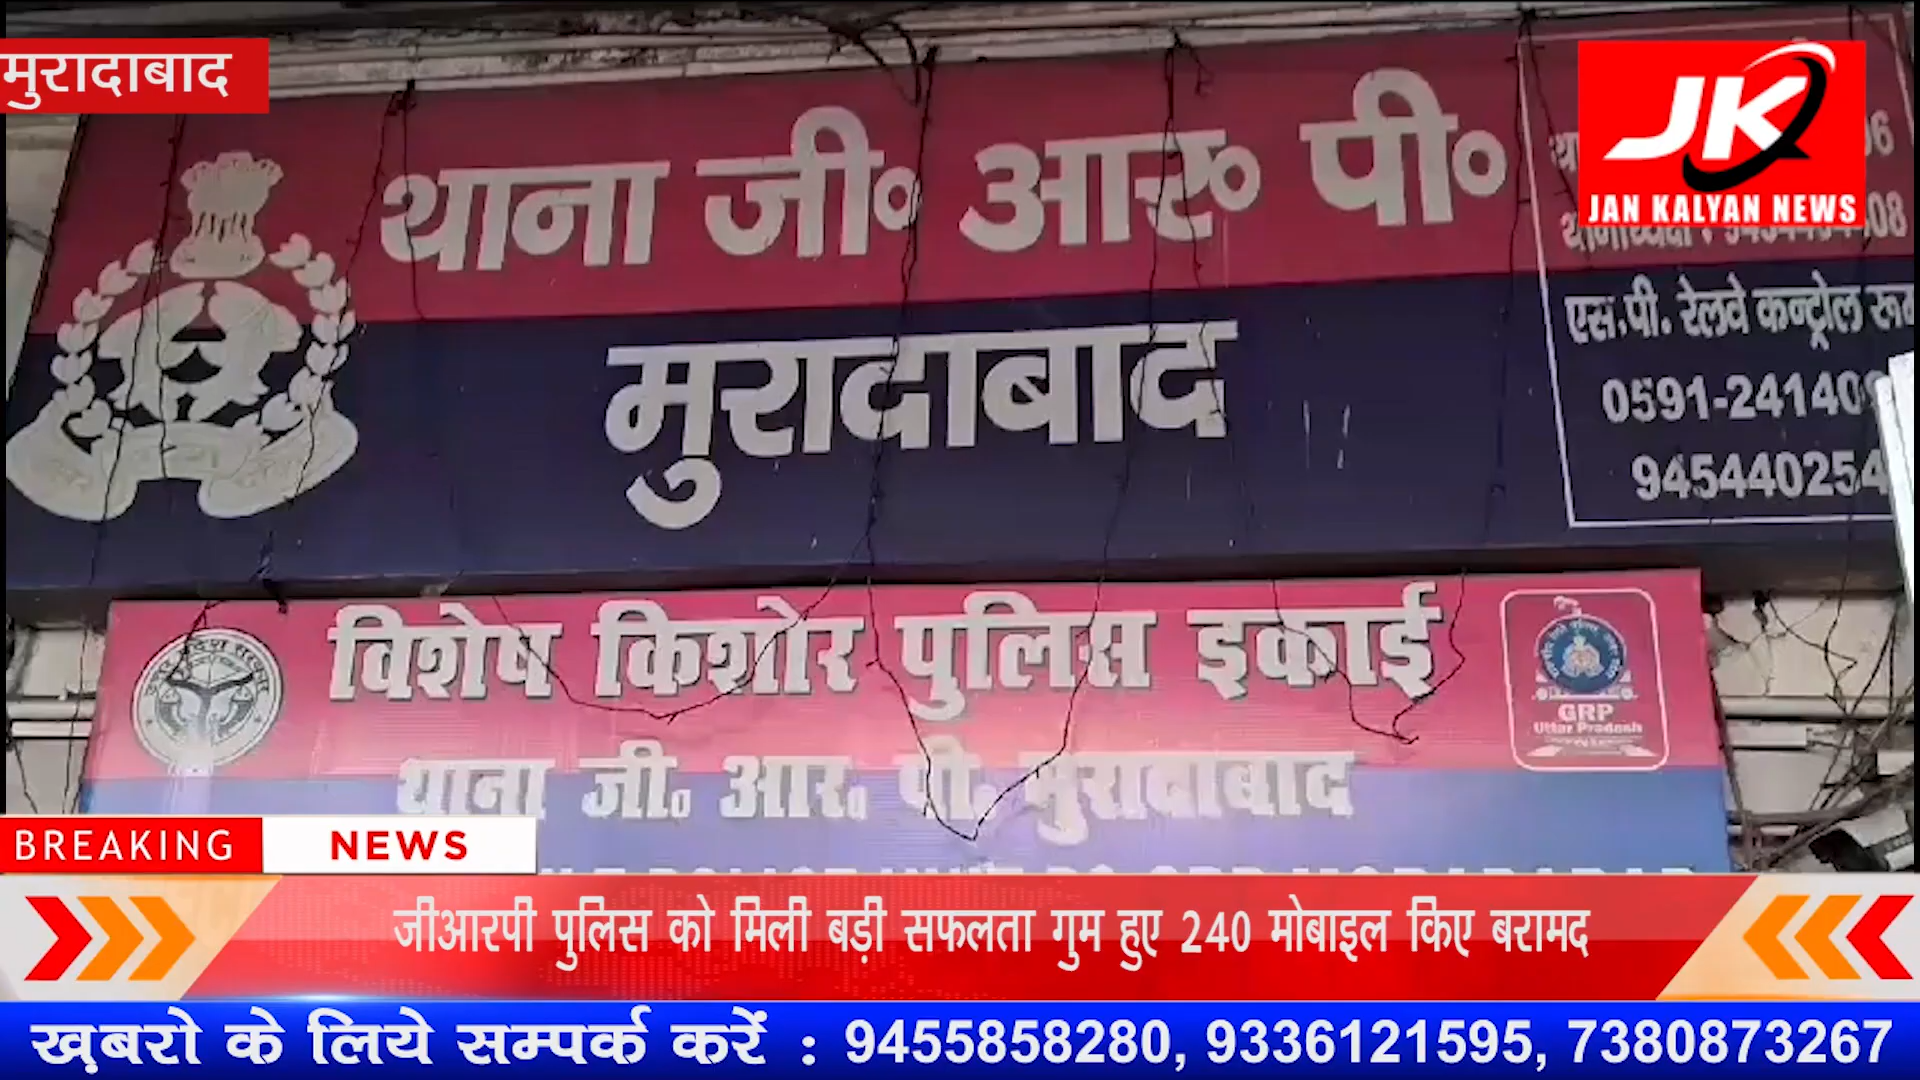 मुरादाबाद
JK
JAN KALYAN NEWS
थाना जी॰ आर॰ पी॰
मुरादाबाद
एस.पी. रेलवे कन्ट्रोल
0591-24140
945440254
विशेष किशोर पुलिस इकाई
थाना जी. आर. पी. मुरादाबाद
GRP
Uttar Pradesh
BREAKING NEWS
जीआरपी पुलिस को मिली बड़ी सफलता गुम हुए 240 मोबाइल किए बरामद
ख़बरो के लिये सम्पर्क करें : 9455858280, 9336121595, 7380873267